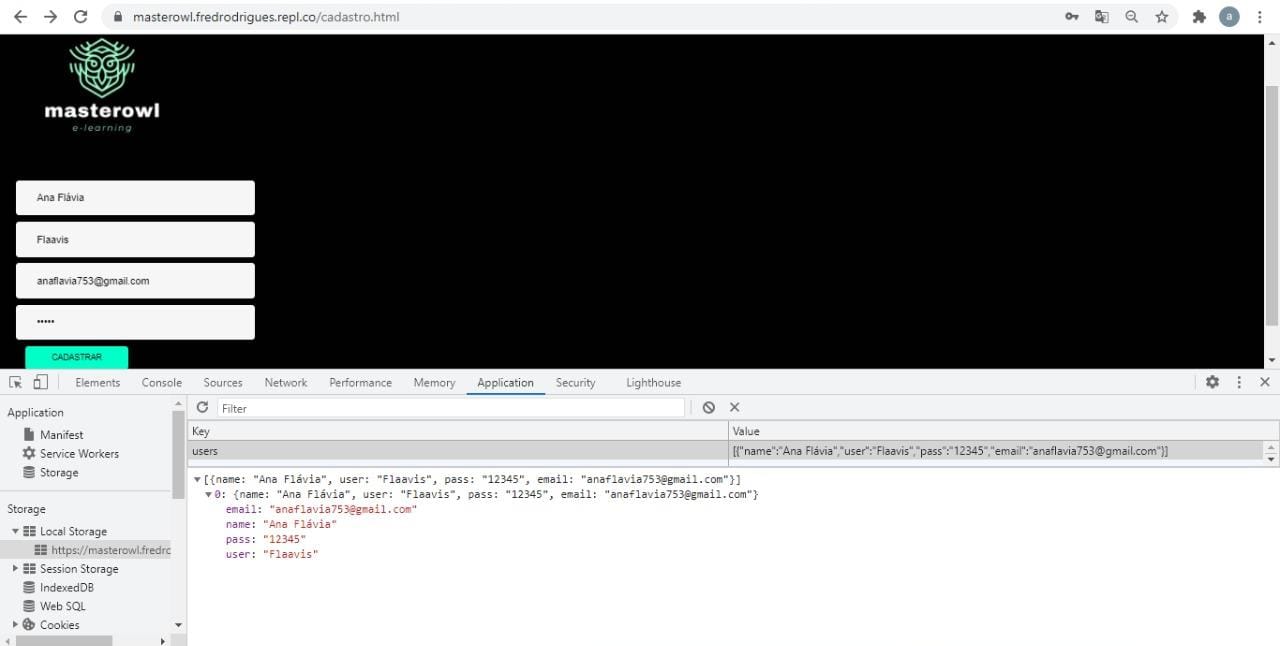 masterowl.fredrodrigues.repl.co/cadastro.html
a
masterowl
e-learning
Ana Flávia
Flaavis
anaflavia753@gmail.com
•••••
CADASTRAR
Elements Console Sources Network Performance Memory Application Security Lighthouse
Application
Manifest
Service Workers
Storage
Storage
Local Storage
https://masterowl.fredro
Session Storage
IndexedDB
Web SQL
Cookies
Filter
Key Value
users [{"name":"Ana Flávia","user":"Flaavis","pass":"12345","email":"anaflavia753@gmail.com"}]
[{name: "Ana Flávia", user: "Flaavis", pass: "12345", email: "anaflavia753@gmail.com"}]
0: {name: "Ana Flávia", user: "Flaavis", pass: "12345", email: "anaflavia753@gmail.com"}
email: "anaflavia753@gmail.com"
name: "Ana Flávia"
pass: "12345"
user: "Flaavis"